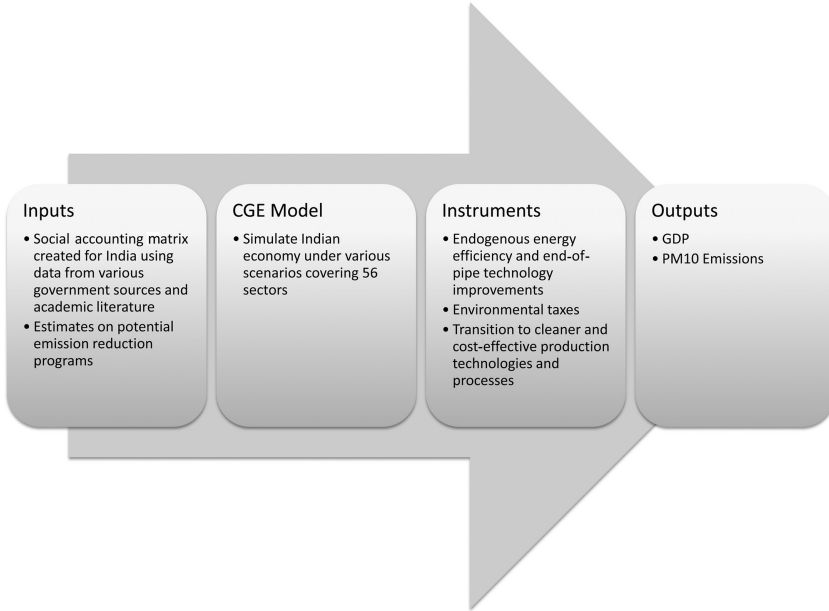 Inputs
• Social accounting matrix
created for India using
data from various
government sources and
academic literature
• Estimates on potential
emission reduction
programs
CGE Model
• Simulate Indian
economy under various
scenarios covering 56
sectors
Instruments
• Endogenous energy
efficiency and end-of-
pipe technology
improvements
• Environmental taxes
• Transition to cleaner and
cost-effective production
technologies and
processes
Outputs
• GDP
• PM10 Emissions